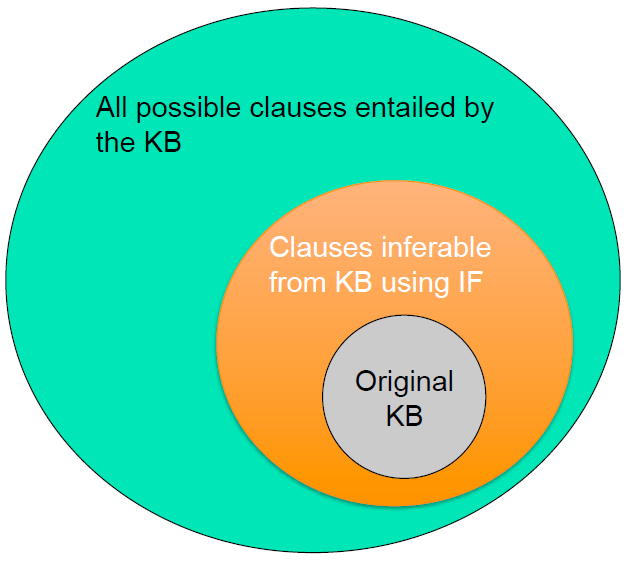 All possible clauses entailed by
the KB
Clauses inferable
from KB using IF
Original
KB